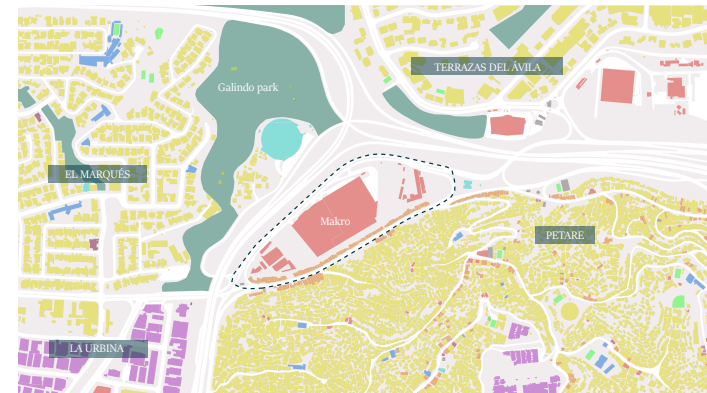 Galindo park
TERRAZAS DEL ÁVILA
EL MARQUÉS
Makro
PETARE
LA URBINA